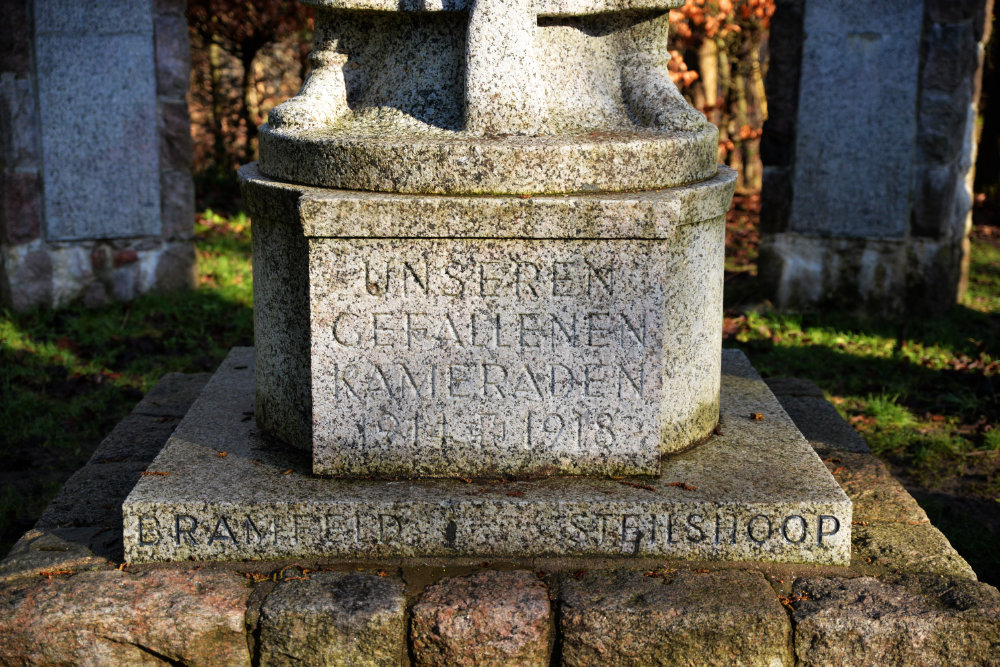 UNSEREN
GEFALLENEN
KAMERADEN
1914 † 1918
BRAMFELD STEILSHOOP